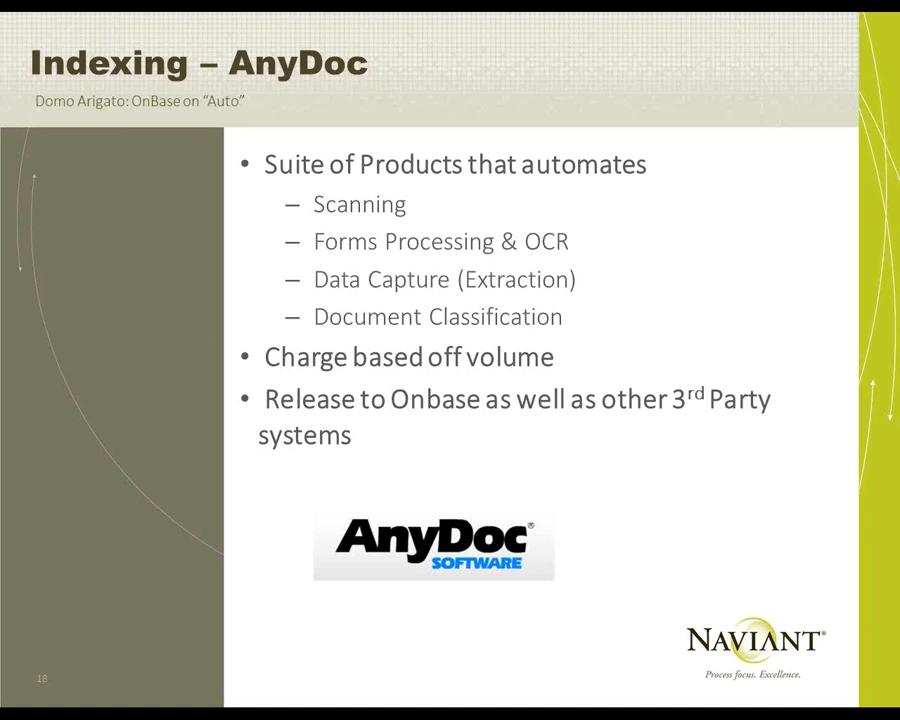 Indexing – AnyDoc
Domo Arigato: OnBase on “Auto”
• Suite of Products that automates
– Scanning
– Forms Processing & OCR
– Data Capture (Extraction)
– Document Classification
• Charge based off volume
• Release to Onbase as well as other 3rd Party
systems
AnyDoc®
SOFTWARE
NAVIANT®
Process focus. Excellence.
18